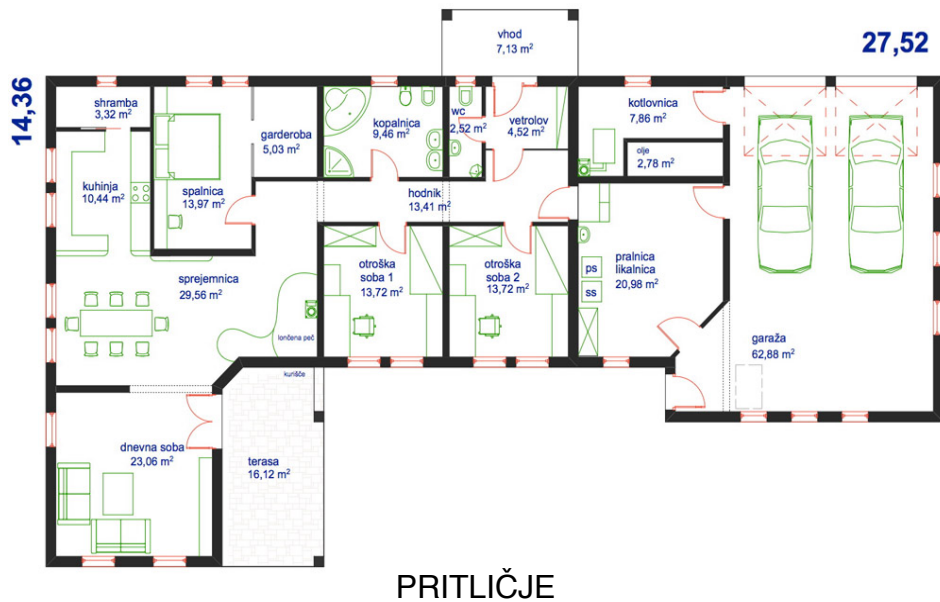 vhod
7,13 m²
27,52
14,36
shramba
3,32 m²
garderoba
5,03 m²
kopalnica
9,46 m²
wc
2,52 m²
vetrolov
4,52 m²
kotlovnica
7,86 m²
olje
2,78 m²
kuhinja
10,44 m²
spalnica
13,97 m²
hodnik
13,41 m²
sprejemnica
29,56 m²
otroška
soba 1
13,72 m²
otroška
soba 2
13,72 m²
ps
ss
pralnica
likalnica
20,98 m²
garaža
62,88 m²
lončena peč
kurišče
dnevna soba
23,06 m²
terasa
16,12 m²
PRITLIČJE